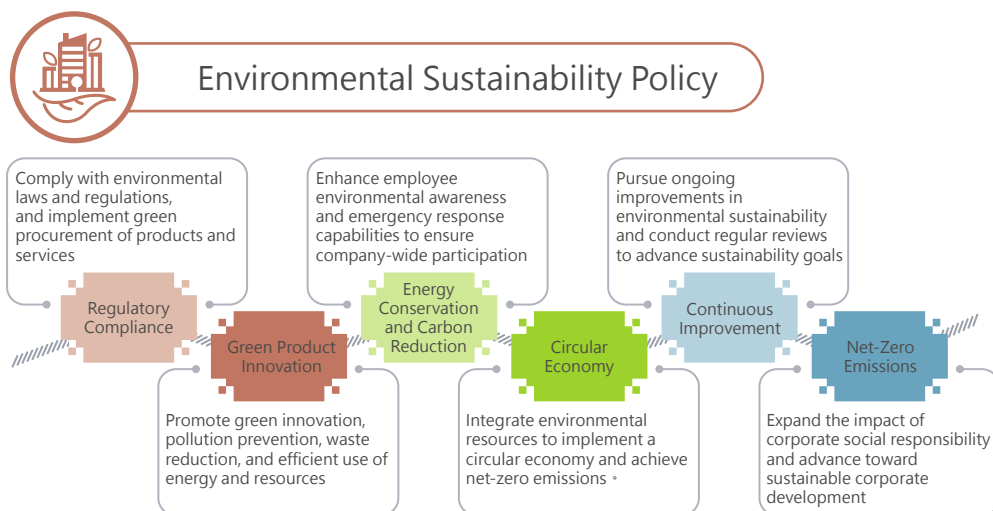 Environmental Sustainability Policy
Comply with environmental
laws and regulations,
and implement green
procurement of products and
services
Regulatory
Compliance
Green Product
Innovation
Promote green innovation,
pollution prevention, waste
reduction, and efficient use of
energy and resources
Enhance employee
environmental awareness
and emergency response
capabilities to ensure
company-wide participation
Energy
Conservation
and Carbon
Reduction
Circular
Economy
Integrate environmental
resources to implement a
circular economy and achieve
net-zero emissions。
Pursue ongoing
improvements in
environmental sustainability
and conduct regular reviews
to advance sustainability goals
Continuous
Improvement
Net-Zero
Emissions
Expand the impact of
corporate social responsibility
and advance toward
sustainable corporate
development